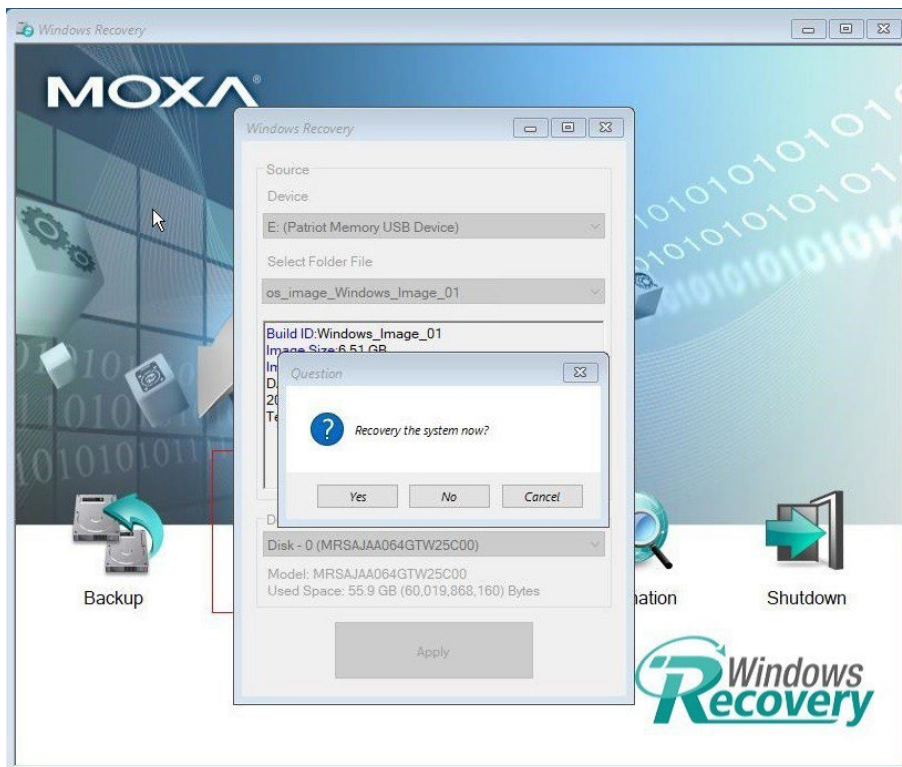 Windows Recovery
MOXA®
Windows Recovery
Source
Device
E: (Patriot Memory USB Device)
Select Folder File
os_image_Windows_Image_01
Build ID:Windows_Image_01
Image Size:6.51 GB
Question
Recovery the system now?
Yes No Cancel
Disk - 0 (MRSAJAA064GTW25C00)
Model: MRSAJAA064GTW25C00
Used Space: 55.9 GB (60,019,868,160) Bytes
Apply
Backup
Shutdown
Windows
Recovery